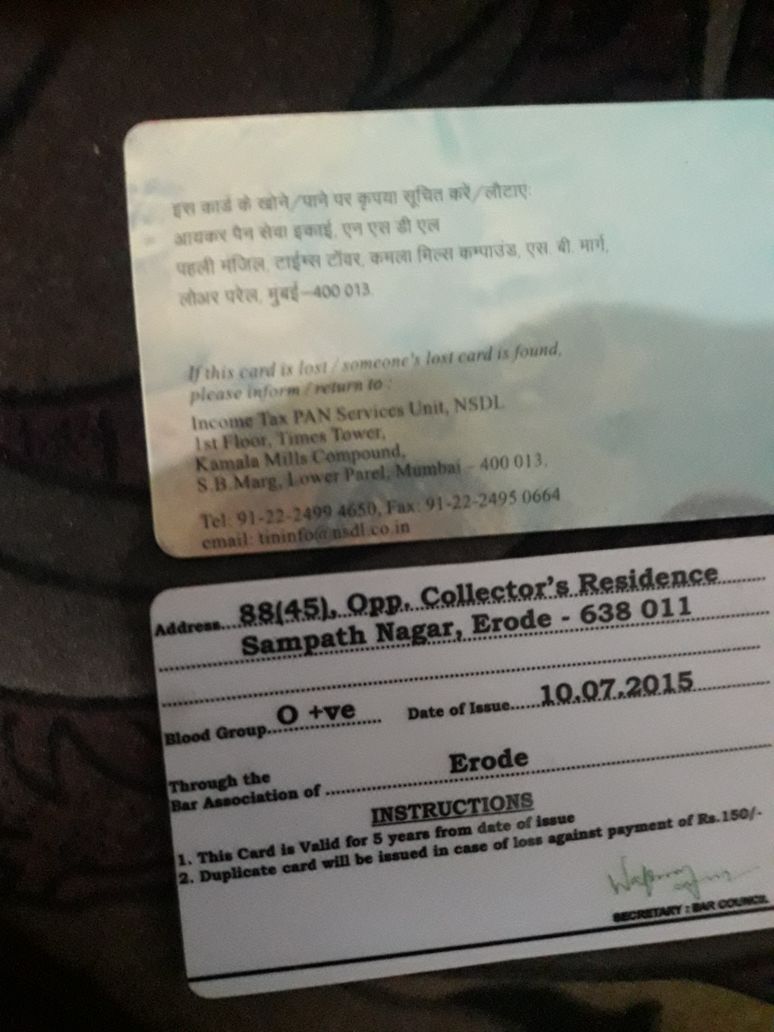 इस कार्ड के खोने/पाने पर कृपया सूचित करें/लौटाएं:
आयकर पैन सेवा इकाई, एन एस डी एल
पहली मंजिल, टाईम्स टॉवर, कमला मिल्स कम्पाउंड, एस. बी. मार्ग,
लोअर परेल, मुंबई-400 013.
If this card is lost / someone's lost card is found,
please inform / return to :
Income Tax PAN Services Unit, NSDL
1st Floor, Times Tower,
Kamala Mills Compound,
S.B.Marg, Lower Parel, Mumbai - 400 013.
Tel: 91-22-2499 4650, Fax: 91-22-2495 0664
email: tininfo@nsdl.co.in
Address...88(45), Opp. Collector's Residence
Sampath Nagar, Erode - 638 011
Blood Group...O +ve Date of Issue...10.07.2015
Through the
Bar Association of ...Erode
INSTRUCTIONS
1. This Card is Valid for 5 years from date of issue
2. Duplicate card will be issued in case of loss against payment of Rs.150/-
SECRETARY : BAR COUNCIL